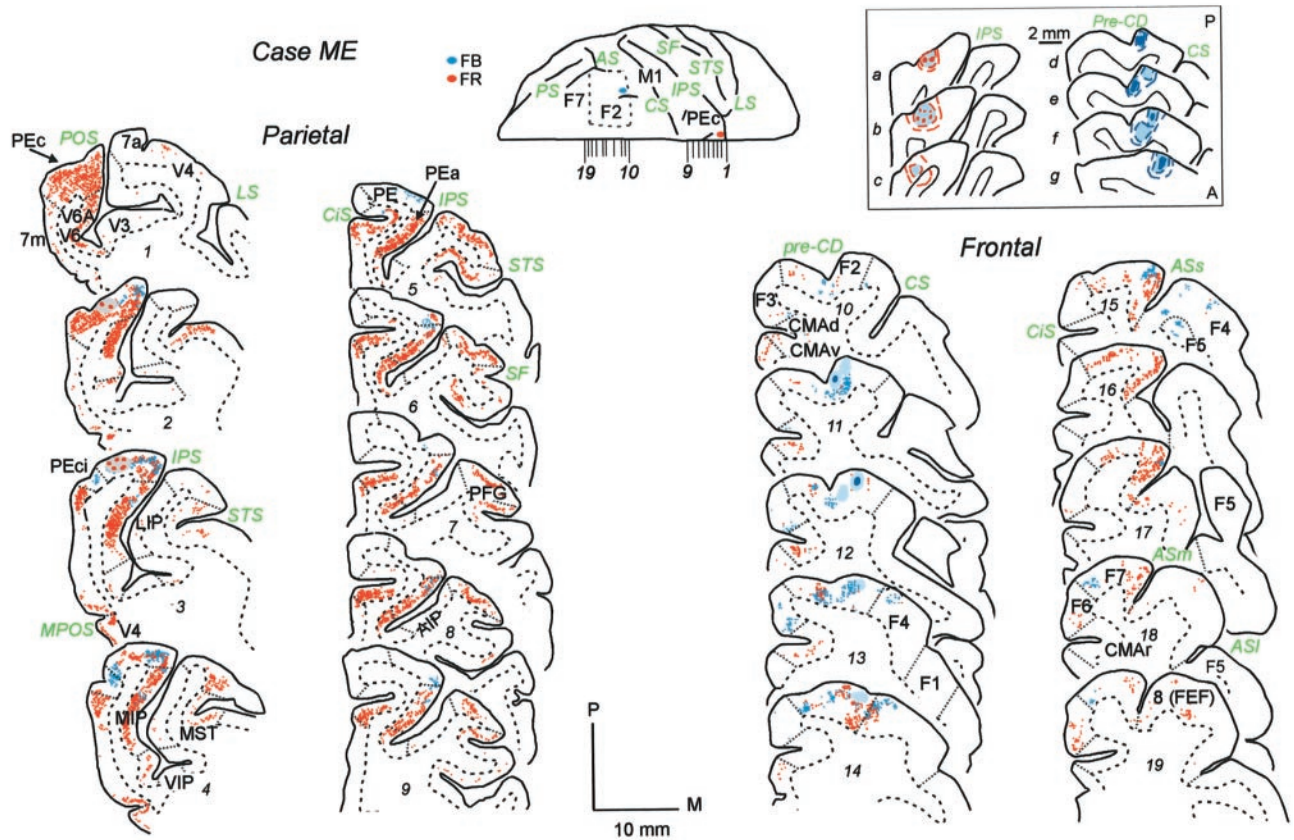 Case ME
FB
FR
AS
SF
STS
PS
M1
IPS
F7
F2
CS
LS
PEc
19
10
9
1
P
IPS
Pre-CD
2 mm
CS
a
d
b
e
c
f
g
A
Parietal
PEc
POS
7a
V4
LS
V6A
V6
V3
7m
1
2
PEci
IPS
STS
LIP
3
MPOS
V4
MIP
MST
VIP
4
PE
PEa
IPS
CiS
STS
5
SF
6
PFG
7
AIP
8
9
P
M
10 mm
Frontal
pre-CD
F2
CS
F3
10
CMAd
CMAv
11
12
F4
13
F1
14
ASs
15
F4
CiS
F5
16
F5
17
ASm
F7
F6
18
CMAr
ASl
F5
8 (FEF)
19